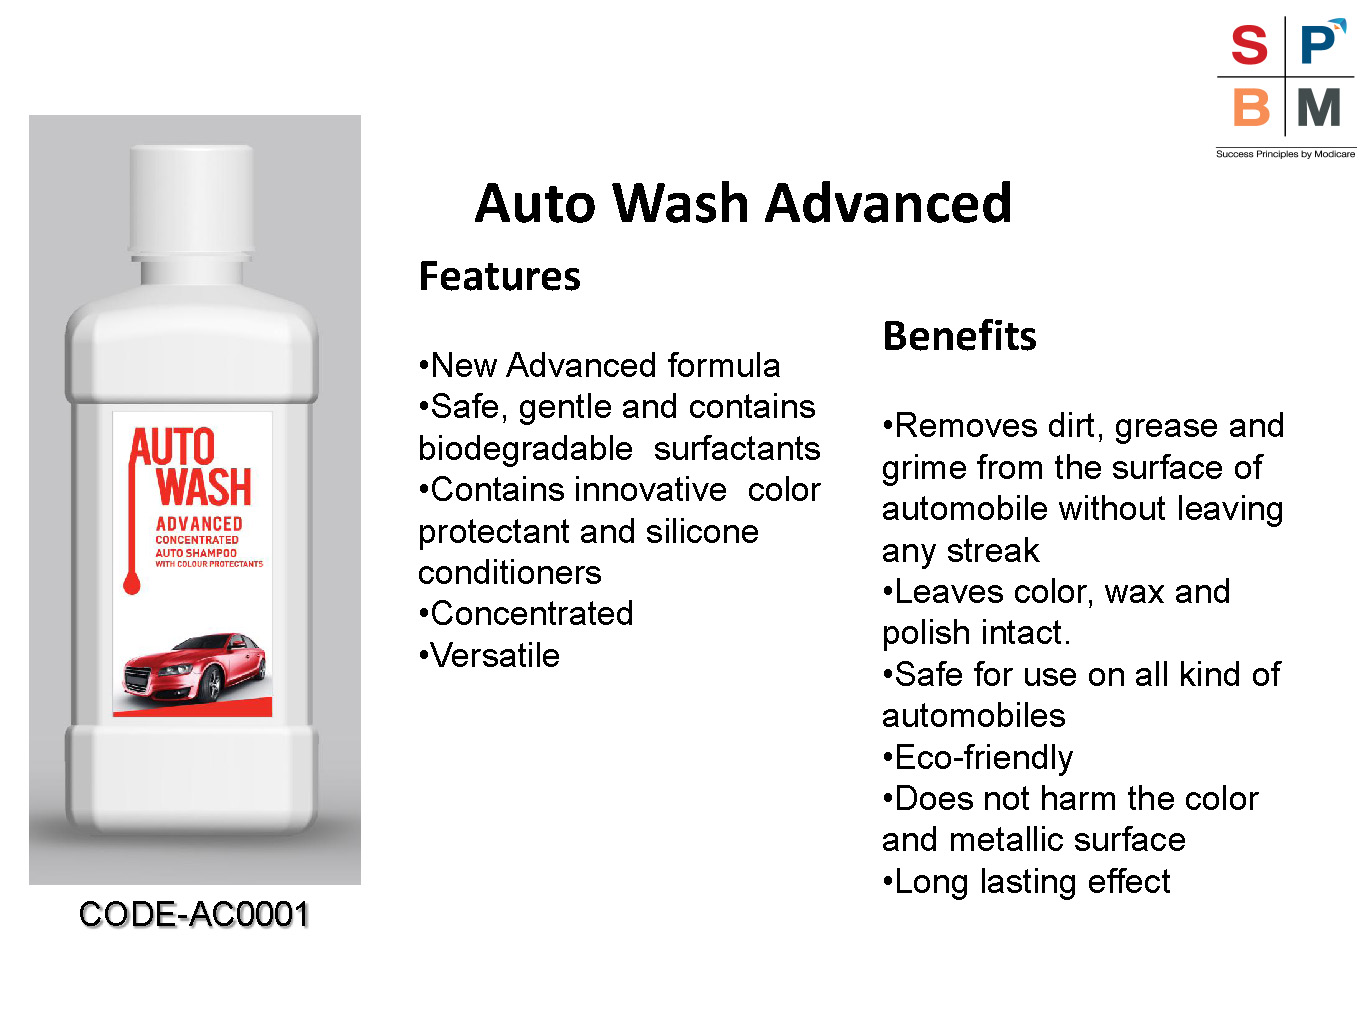 S P
B M
Success Principles by Modicare
Auto Wash Advanced
Features
•New Advanced formula
•Safe, gentle and contains
biodegradable  surfactants
•Contains innovative  color
protectant and silicone
conditioners
•Concentrated
•Versatile
Benefits
•Removes dirt, grease and
grime from the surface of
automobile without leaving
any streak
•Leaves color, wax and
polish intact.
•Safe for use on all kind of
automobiles
•Eco-friendly
•Does not harm the color
and metallic surface
•Long lasting effect
AUTO
WASH
ADVANCED
CONCENTRATED
AUTO SHAMPOO
WITH COLOUR PROTECTANTS
CODE-AC0001